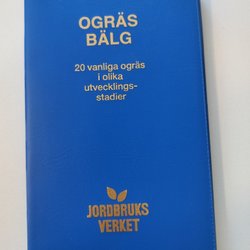 OGRÄS
BÄLG
20 vanliga ogräs
i olika
utvecklings-
stadier
JORDBRUKS
VERKET